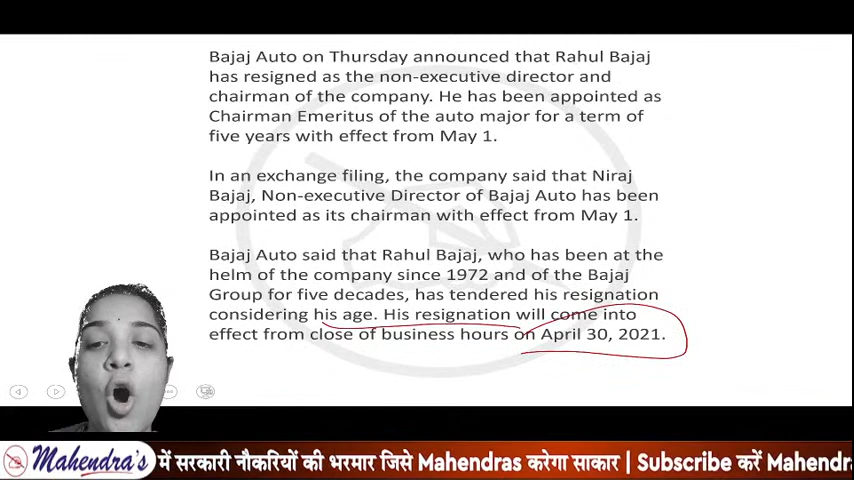 Bajaj Auto on Thursday announced that Rahul Bajaj
has resigned as the non-executive director and
chairman of the company. He has been appointed as
Chairman Emeritus of the auto major for a term of
five years with effect from May 1.
In an exchange filing, the company said that Niraj
Bajaj, Non-executive Director of Bajaj Auto has been
appointed as its chairman with effect from May 1.
Bajaj Auto said that Rahul Bajaj, who has been at the
helm of the company since 1972 and of the Bajaj
Group for five decades, has tendered his resignation
considering his age. His resignation will come into
effect from close of business hours on April 30, 2021.
Mahendra's में सरकारी नौकरियों की भरमार जिसे Mahendras करेगा साकार | Subscribe करें Mahendra